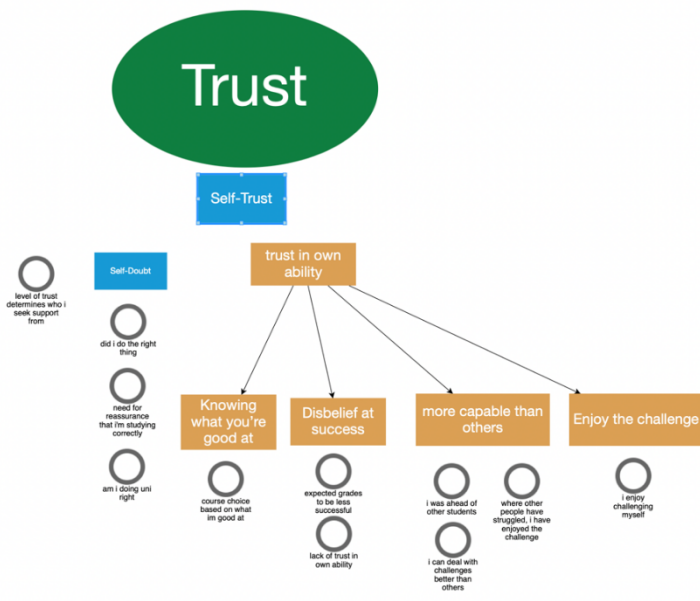 Trust
Self-Trust
trust in own
ability
Self-Doubt
level of trust
determines who i
seek support
from
did i do the right
thing
need for
reassurance
that i'm studying
correctly
am i doing uni
right
Knowing
what you're
good at
course choice
based on what
im good at
Disbelief at
success
expected grades
to be less
successful
lack of trust in
own ability
more capable than
others
i was ahead of
other students
where other
people have
struggled, i have
enjoyed the
challenge
i can deal with
challenges
better than
others
Enjoy the challenge
i enjoy
challenging
myself